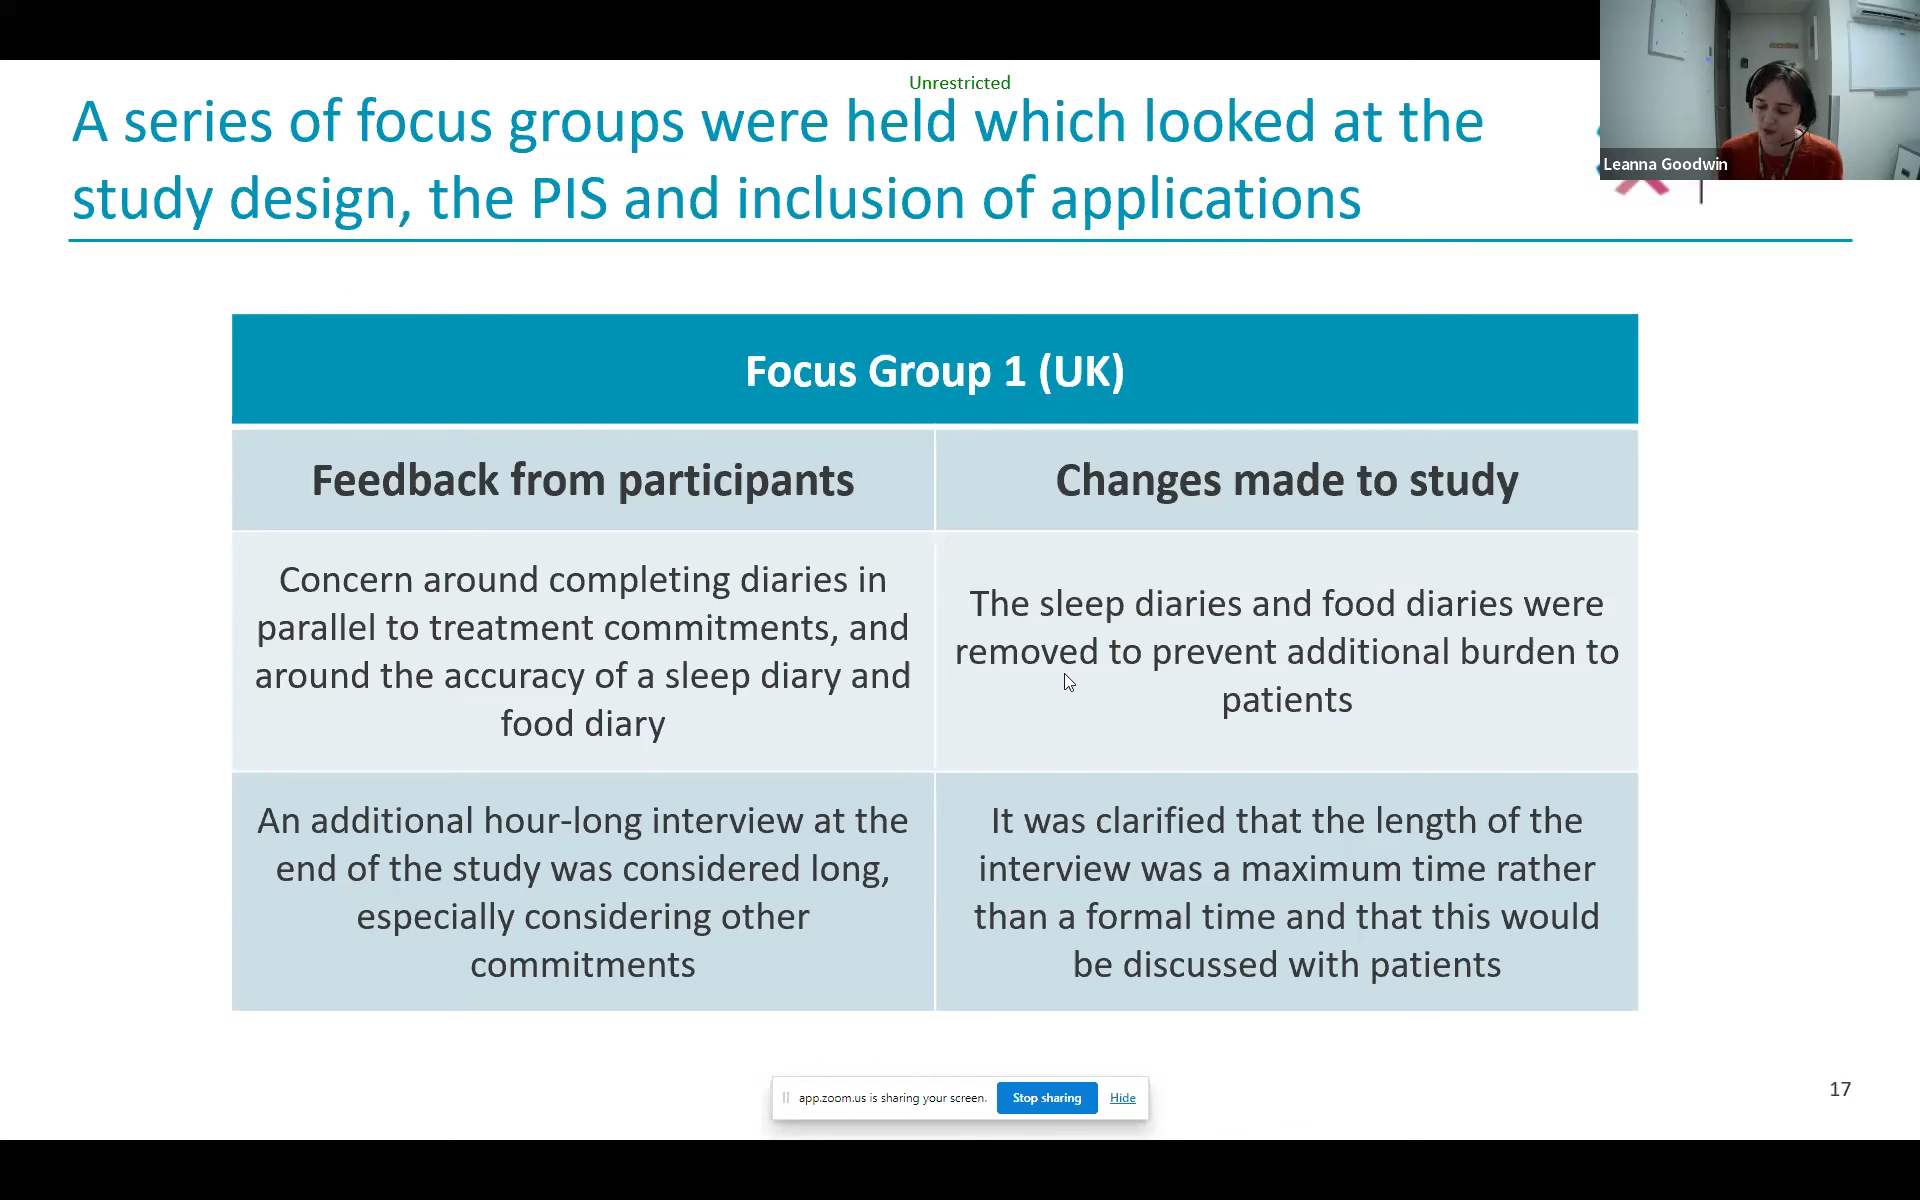 Unrestricted
A series of focus groups were held which looked at the
study design, the PIS and inclusion of applications
Leanna Goodwin
Focus Group 1 (UK)
Feedback from participants
Changes made to study
Concern around completing diaries in
parallel to treatment commitments, and
around the accuracy of a sleep diary and
food diary
The sleep diaries and food diaries were
removed to prevent additional burden to
patients
An additional hour-long interview at the
end of the study was considered long,
especially considering other
commitments
It was clarified that the length of the
interview was a maximum time rather
than a formal time and that this would
be discussed with patients
app.zoom.us is sharing your screen. Stop sharing Hide
17